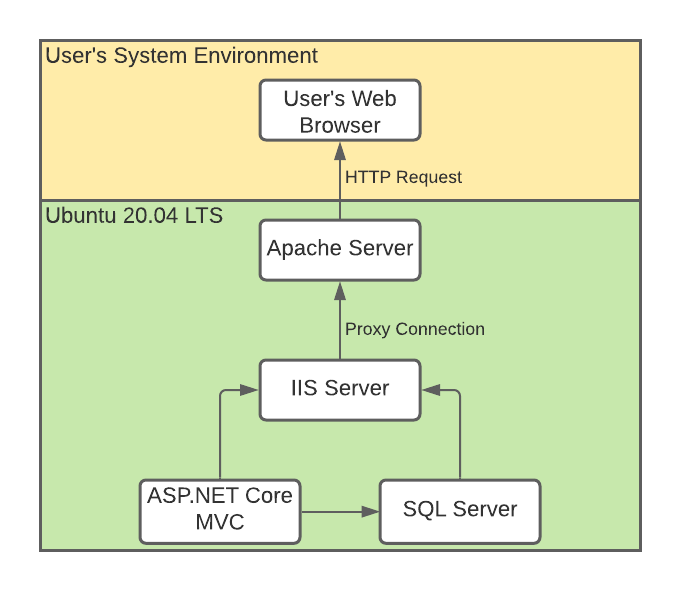 User's System Environment
User's Web
Browser
HTTP Request
Ubuntu 20.04 LTS
Apache Server
Proxy Connection
IIS Server
ASP.NET Core
MVC
SQL Server